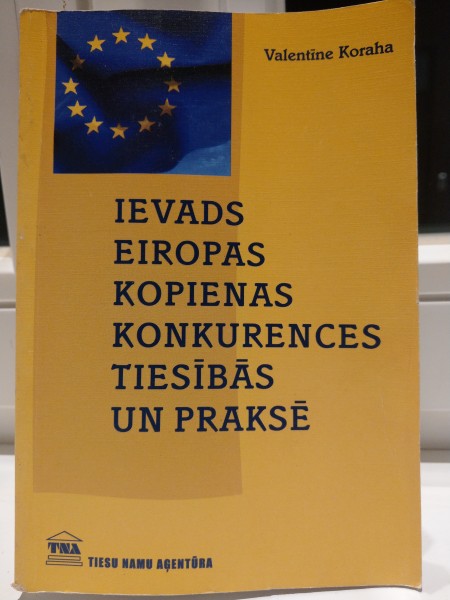 Valentīne Koraha
IEVADS
EIROPAS
KOPIENAS
KONKURENCES
TIESĪBĀS
UN PRAKSĒ
TNA
TIESU NAMU AĢENTŪRA